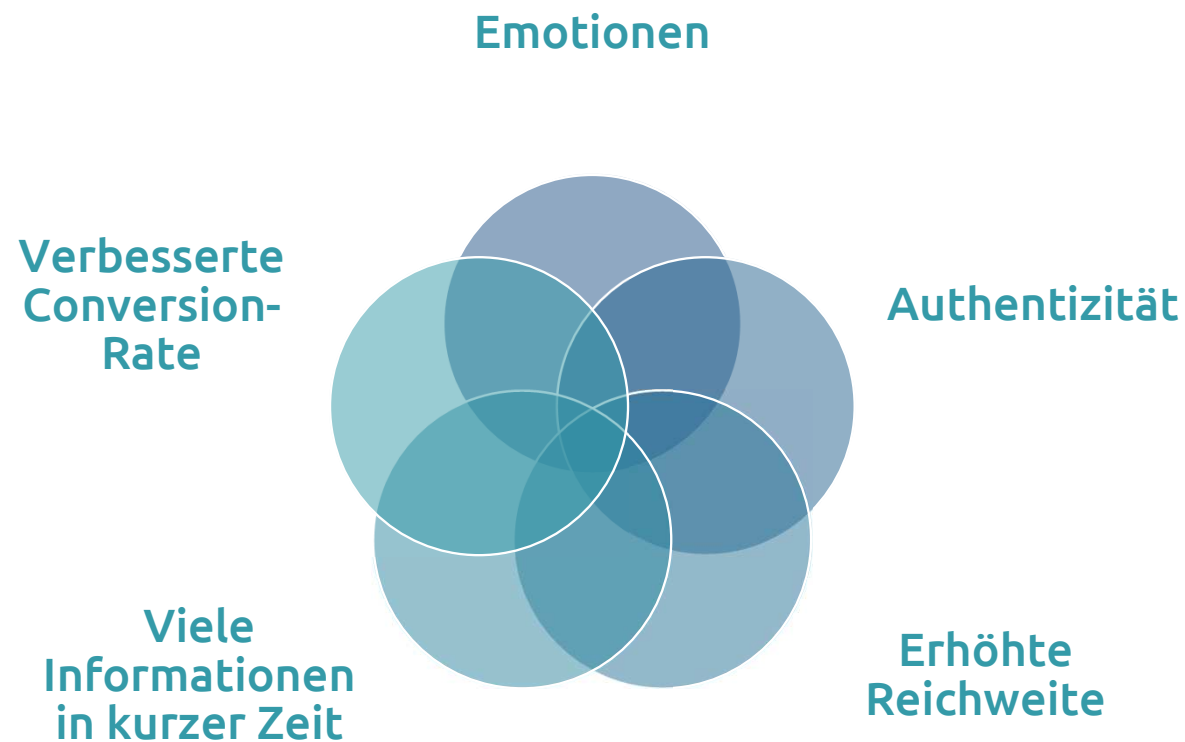 Emotionen
Verbesserte
Conversion-
Rate
Authentizität
Viele
Informationen
in kurzer Zeit
Erhöhte
Reichweite